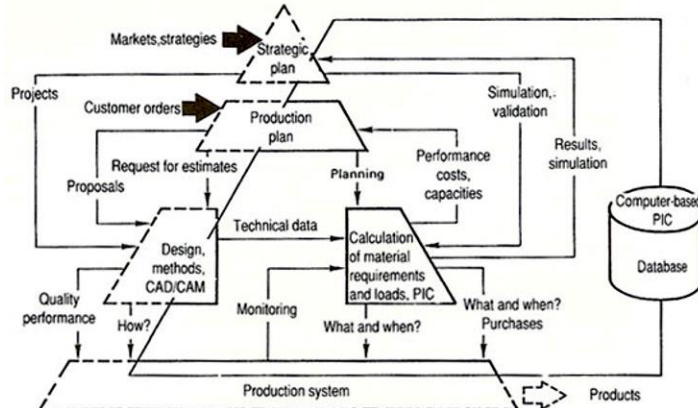 Markets,strategies
Strategic
plan
Projects
Customer orders
Production
plan
Simulation,
validation
Results,
simulation
Request for estimates
Planning
Performance
costs,
capacities
Proposals
Computer-based
PIC
Database
Technical data
Design,
methods,
CAD/CAM
Calculation
of material
requirements
and loads, PIC
Quality
performance
How?
Monitoring
What and when?
What and when?
Purchases
Production system
Products